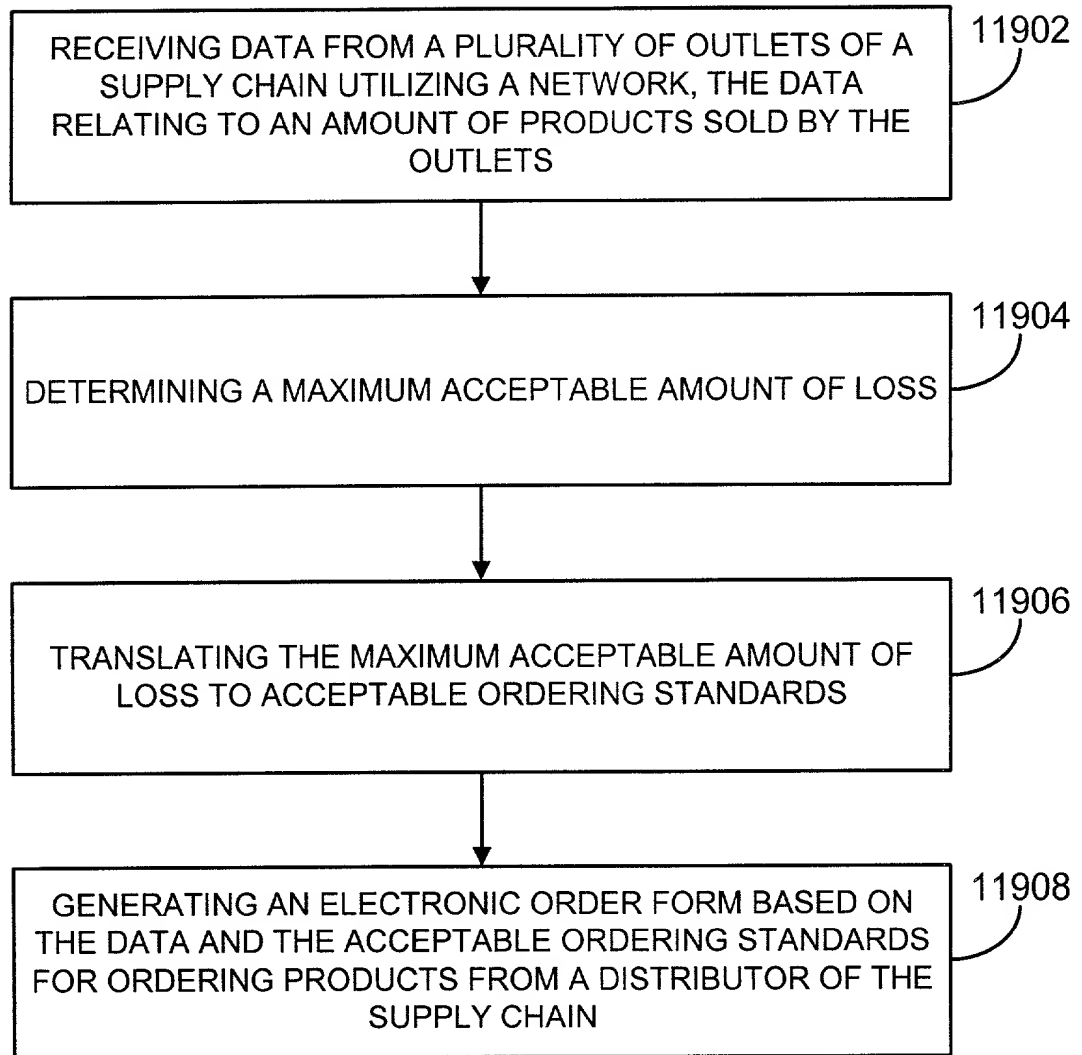 RECEIVING DATA FROM A PLURALITY OF OUTLETS OF A
SUPPLY CHAIN UTILIZING A NETWORK, THE DATA
RELATING TO AN AMOUNT OF PRODUCTS SOLD BY THE
OUTLETS
11902
DETERMINING A MAXIMUM ACCEPTABLE AMOUNT OF LOSS
11904
TRANSLATING THE MAXIMUM ACCEPTABLE AMOUNT OF
LOSS TO ACCEPTABLE ORDERING STANDARDS
11906
GENERATING AN ELECTRONIC ORDER FORM BASED ON
THE DATA AND THE ACCEPTABLE ORDERING STANDARDS
FOR ORDERING PRODUCTS FROM A DISTRIBUTOR OF THE
SUPPLY CHAIN
11908